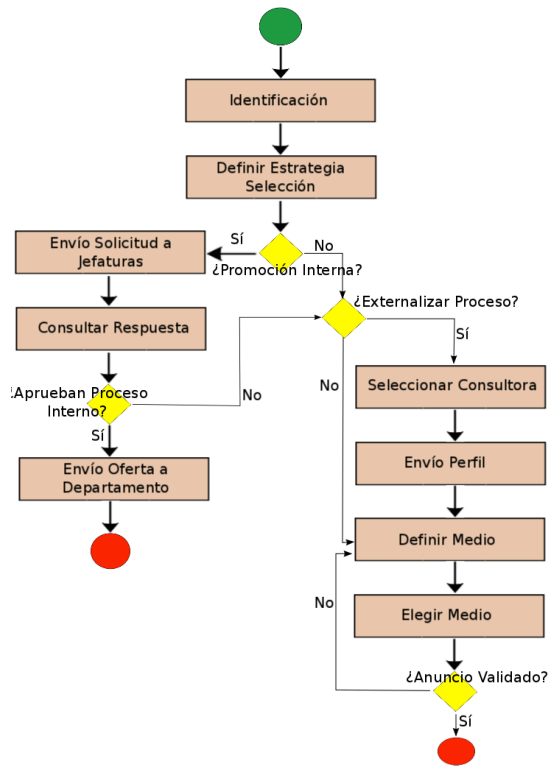 Identificación
Definir Estrategia
Selección
Sí
No
¿Promoción Interna?
Envío Solicitud a
Jefaturas
Consultar Respuesta
¿Aprueban Proceso
Interno?
No
Sí
Envío Oferta a
Departamento
¿Externalizar Proceso?
Sí
No
Seleccionar Consultora
Envío Perfil
Definir Medio
Elegir Medio
No
¿Anuncio Validado?
Sí